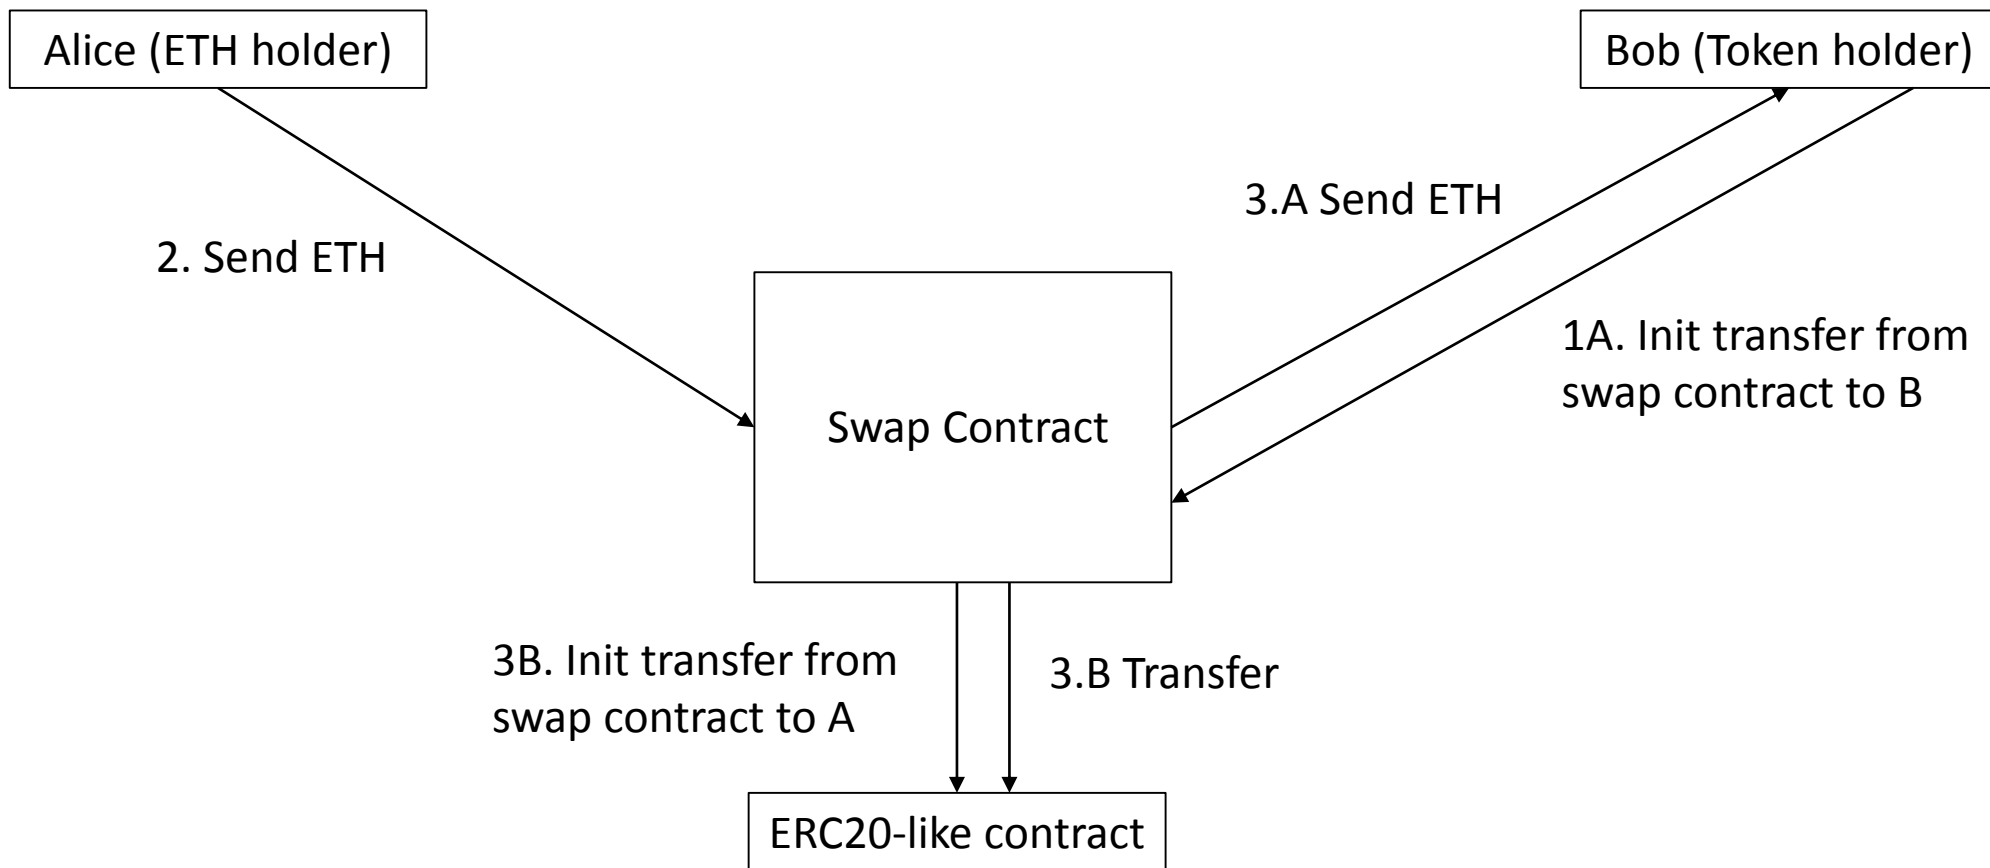 Alice (ETH holder)
Bob (Token holder)
3.A Send ETH
2. Send ETH
1A. Init transfer from
swap contract to B
Swap Contract
3B. Init transfer from
swap contract to A
3.B Transfer
ERC20-like contract